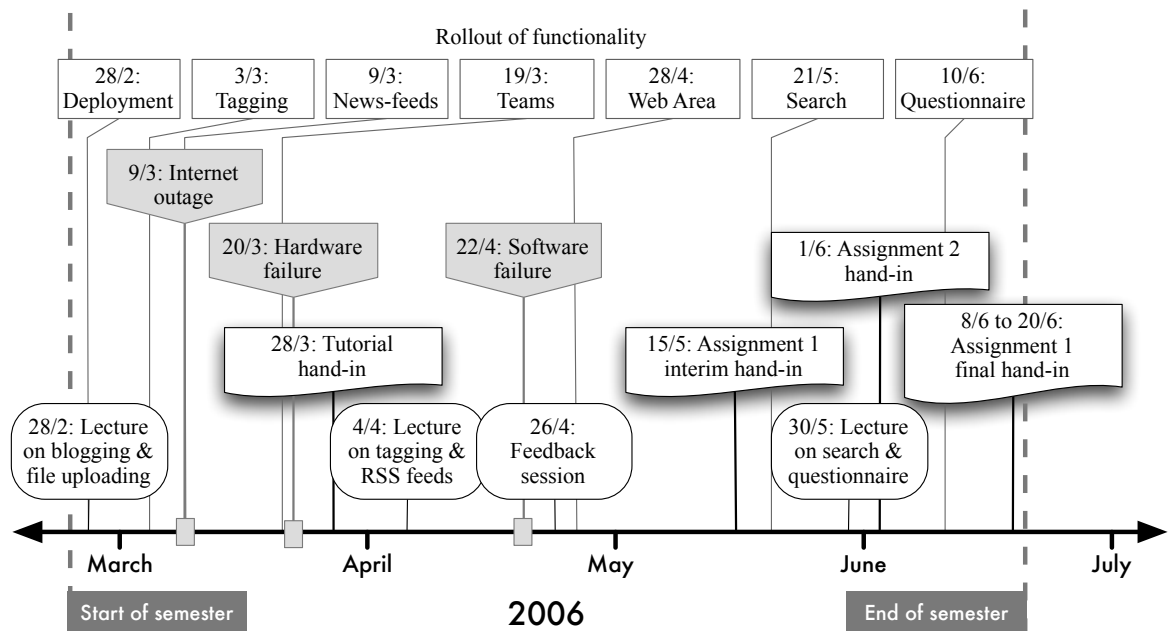 Rollout of functionality
28/2:
Deployment
3/3:
Tagging
9/3:
News-feeds
19/3:
Teams
28/4:
Web Area
21/5:
Search
10/6:
Questionnaire
9/3: Internet
outage
20/3: Hardware
failure
22/4: Software
failure
1/6: Assignment 2
hand-in
28/3: Tutorial
hand-in
15/5: Assignment 1
interim hand-in
8/6 to 20/6:
Assignment 1
final hand-in
28/2: Lecture
on blogging &
file uploading
4/4: Lecture
on tagging &
RSS feeds
26/4:
Feedback
session
30/5: Lecture
on search &
questionnaire
March
April
May
June
July
Start of semester
2006
End of semester